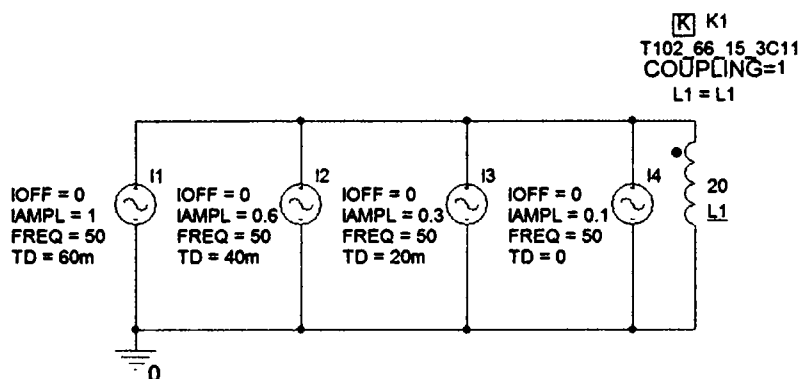 K K1
T102_66_15_3C11
COUPLING=1
L1 = L1
I1
IOFF = 0
IAMPL = 1
FREQ = 50
TD = 60m
I2
IOFF = 0
IAMPL = 0.6
FREQ = 50
TD = 40m
I3
IOFF = 0
IAMPL = 0.3
FREQ = 50
TD = 20m
I4
IOFF = 0
IAMPL = 0.1
FREQ = 50
TD = 0
20
L1
0